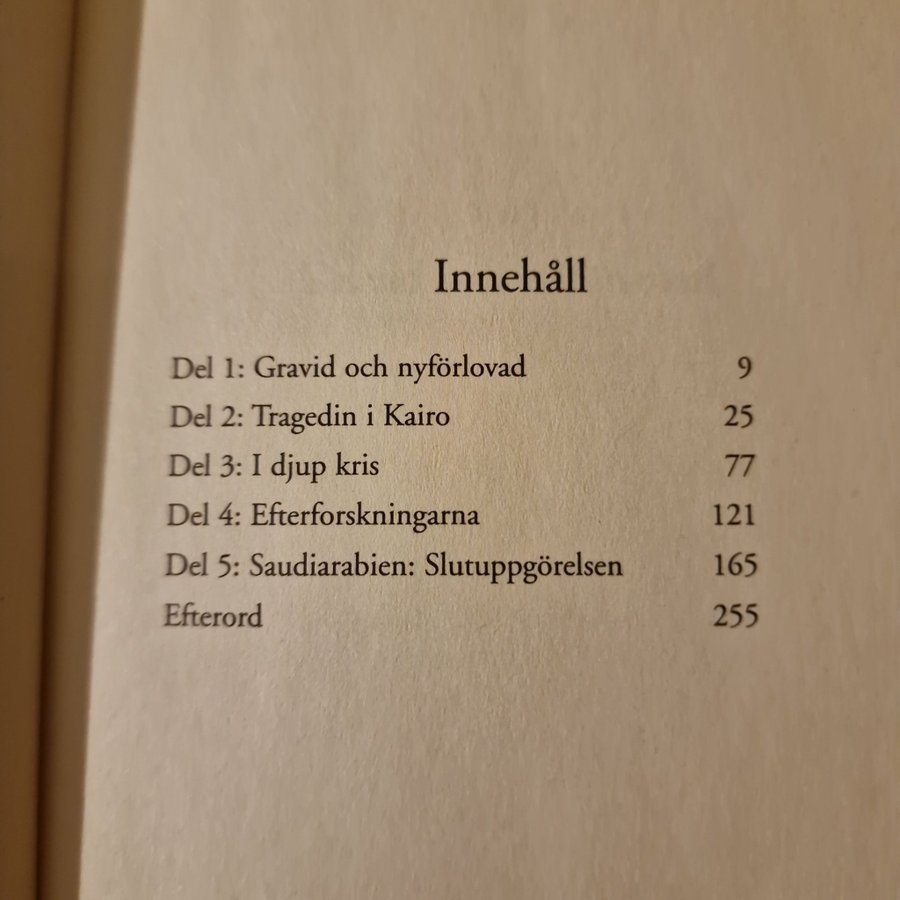 Innehåll
Del 1: Gravid och nyförlovad 9
Del 2: Tragedin i Kairo 25
Del 3: I djup kris 77
Del 4: Efterforskningarna 121
Del 5: Saudiarabien: Slutuppgörelsen 165
Efterord 255